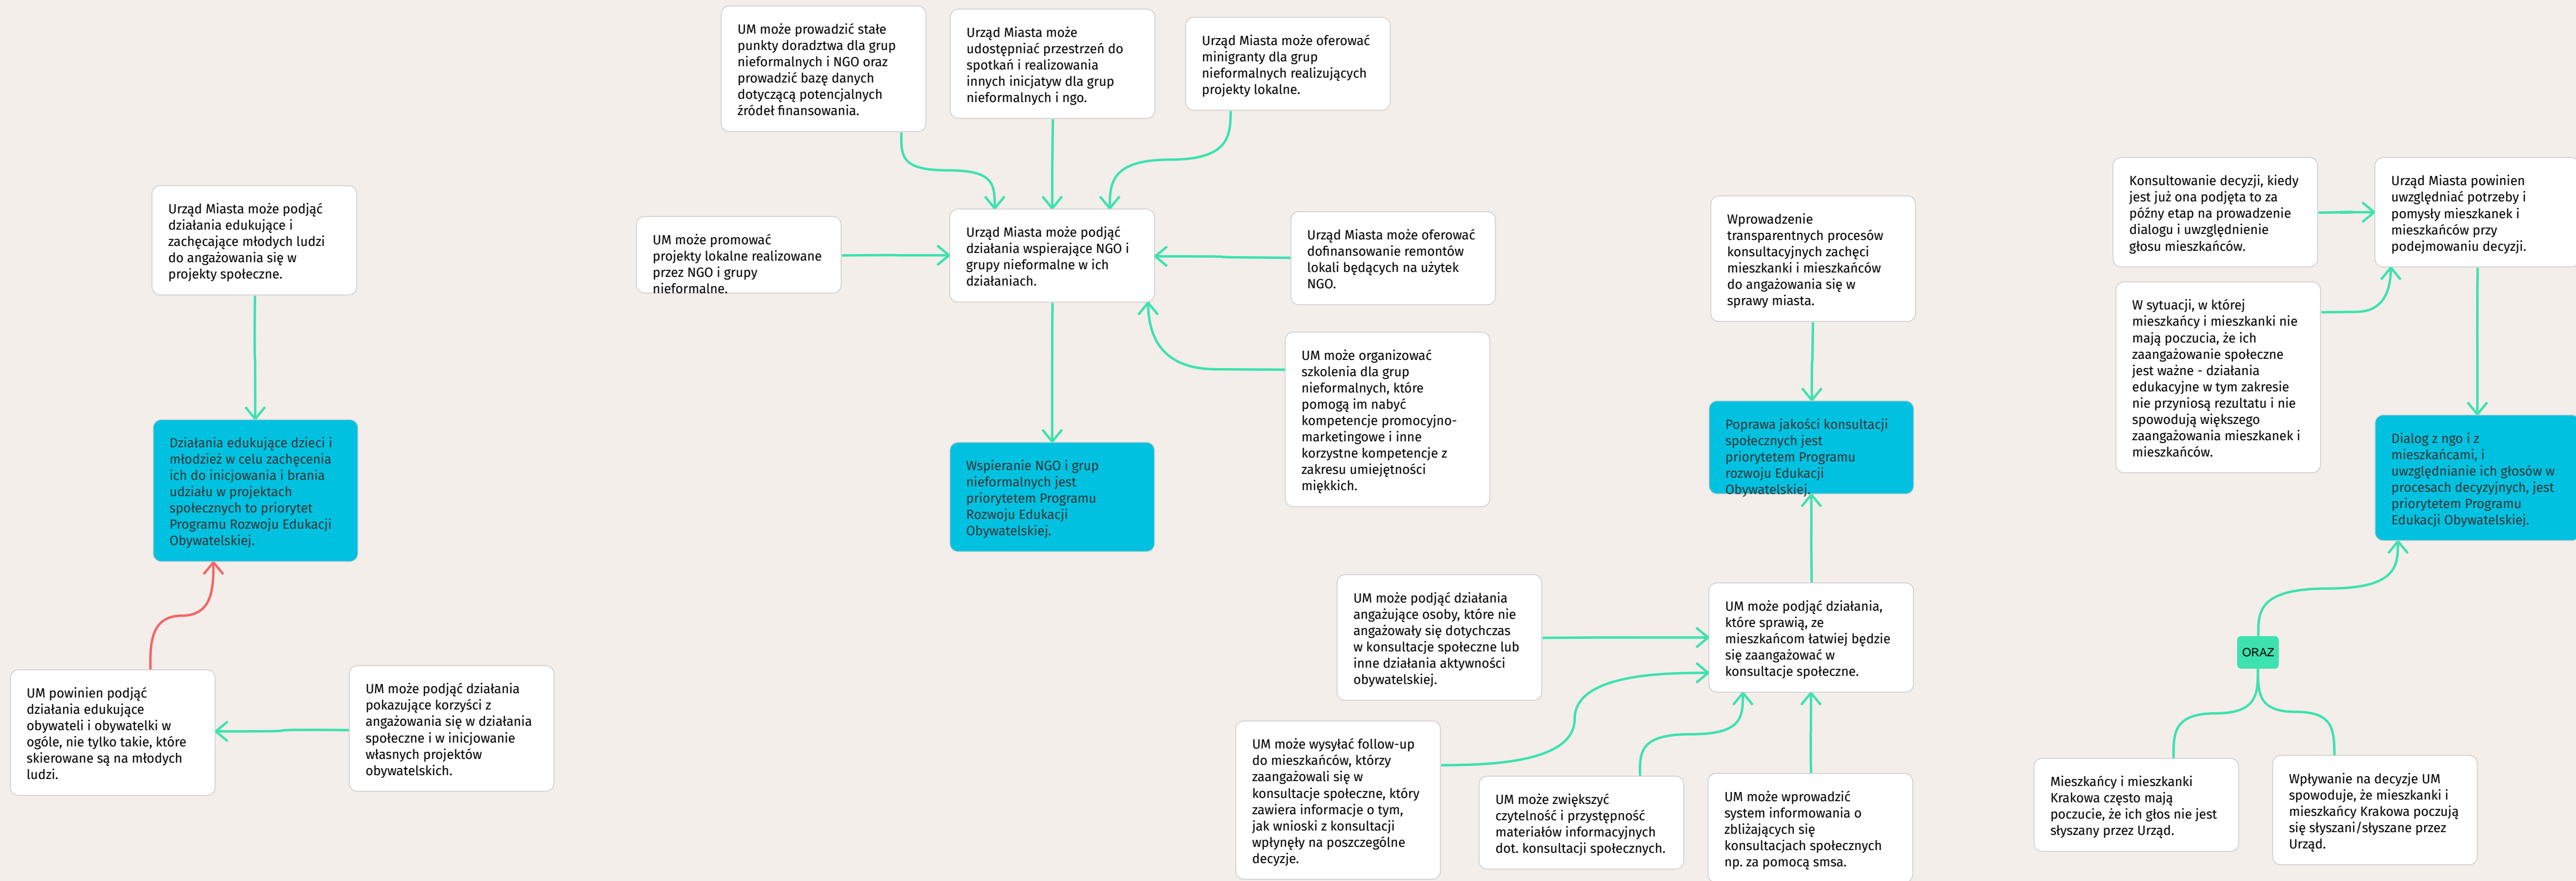 UM może prowadzić stałe
punkty doradztwa dla grup
nieformalnych i NGO oraz
prowadzić bazę danych
dotyczącą potencjalnych
źródeł finansowania.
Urząd Miasta może
udostępniać przestrzeń do
spotkań i realizowania
innych inicjatyw dla grup
nieformalnych i ngo.
Urząd Miasta może oferować
minigranty dla grup
nieformalnych realizujących
projekty lokalne.
Urząd Miasta może podjąć
działania edukujące i
zachęcające młodych ludzi
do angażowania się w
projekty społeczne.
UM może promować
projekty lokalne realizowane
przez NGO i grupy
nieformalne.
Urząd Miasta może podjąć
działania wspierające NGO i
grupy nieformalne w ich
działaniach.
Urząd Miasta może oferować
dofinansowanie remontów
lokali będących na użytek
NGO.
UM może organizować
szkolenia dla grup
nieformalnych, które
pomogą im nabyć
kompetencje promocyjno-
marketingowe i inne
korzystne kompetencje z
zakresu umiejętności
miękkich.
Wprowadzenie
transparentnych procesów
konsultacyjnych zachęci
mieszkanki i mieszkańców
do angażowania się w
sprawy miasta.
Konsultowanie decyzji, kiedy
jest już ona podjęta to za
późny etap na prowadzenie
dialogu i uwzględnienie
głosu mieszkańców.
Urząd Miasta powinien
uwzględniać potrzeby i
pomysły mieszkanek i
mieszkańców przy
podejmowaniu decyzji.
W sytuacji, w której
mieszkańcy i mieszkanki nie
mają poczucia, że ich
zaangażowanie społeczne
jest ważne - działania
edukacyjne w tym zakresie
nie przyniosą rezultatu i nie
spowodują większego
zaangażowania mieszkanek i
mieszkańców.
Działania edukujące dzieci i
młodzież w celu zachęcenia
ich do inicjowania i brania
udziału w projektach
społecznych to priorytet
Programu Rozwoju Edukacji
Obywatelskiej.
Wspieranie NGO i grup
nieformalnych jest
priorytetem Programu
Rozwoju Edukacji
Obywatelskiej.
Poprawa jakości konsultacji
społecznych jest
priorytetem Programu
rozwoju Edukacji
Obywatelskiej.
Dialog z ngo i z
mieszkańcami, i
uwzględnianie ich głosów w
procesach decyzyjnych, jest
priorytetem Programu
Edukacji Obywatelskiej.
UM powinien podjąć
działania edukujące
obywateli i obywatelki w
ogóle, nie tylko takie, które
skierowane są na młodych
ludzi.
UM może podjąć działania
pokazujące korzyści z
angażowania się w działania
społeczne i w inicjowanie
własnych projektów
obywatelskich.
UM może podjąć działania
angażujące osoby, które nie
angażowały się dotychczas
w konsultacje społeczne lub
inne działania aktywności
obywatelskiej.
UM może podjąć działania,
które sprawią, ze
mieszkańcom łatwiej będzie
się zaangażować w
konsultacje społeczne.
ORAZ
UM może wysyłać follow-up
do mieszkańców, którzy
zaangażowali się w
konsultacje społeczne, który
zawiera informacje o tym,
jak wnioski z konsultacji
wpłynęły na poszczególne
decyzje.
UM może zwiększyć
czytelność i przystępność
materiałów informacyjnych
dot. konsultacji społecznych.
UM może wprowadzić
system informowania o
zbliżających się
konsultacjach społecznych
np. za pomocą smsa.
Mieszkańcy i mieszkanki
Krakowa często mają
poczucie, że ich głos nie jest
słyszany przez Urząd.
Wpływanie na decyzje UM
spowoduje, że mieszkanki i
mieszkańcy Krakowa poczują
się słyszani/słyszane przez
Urząd.